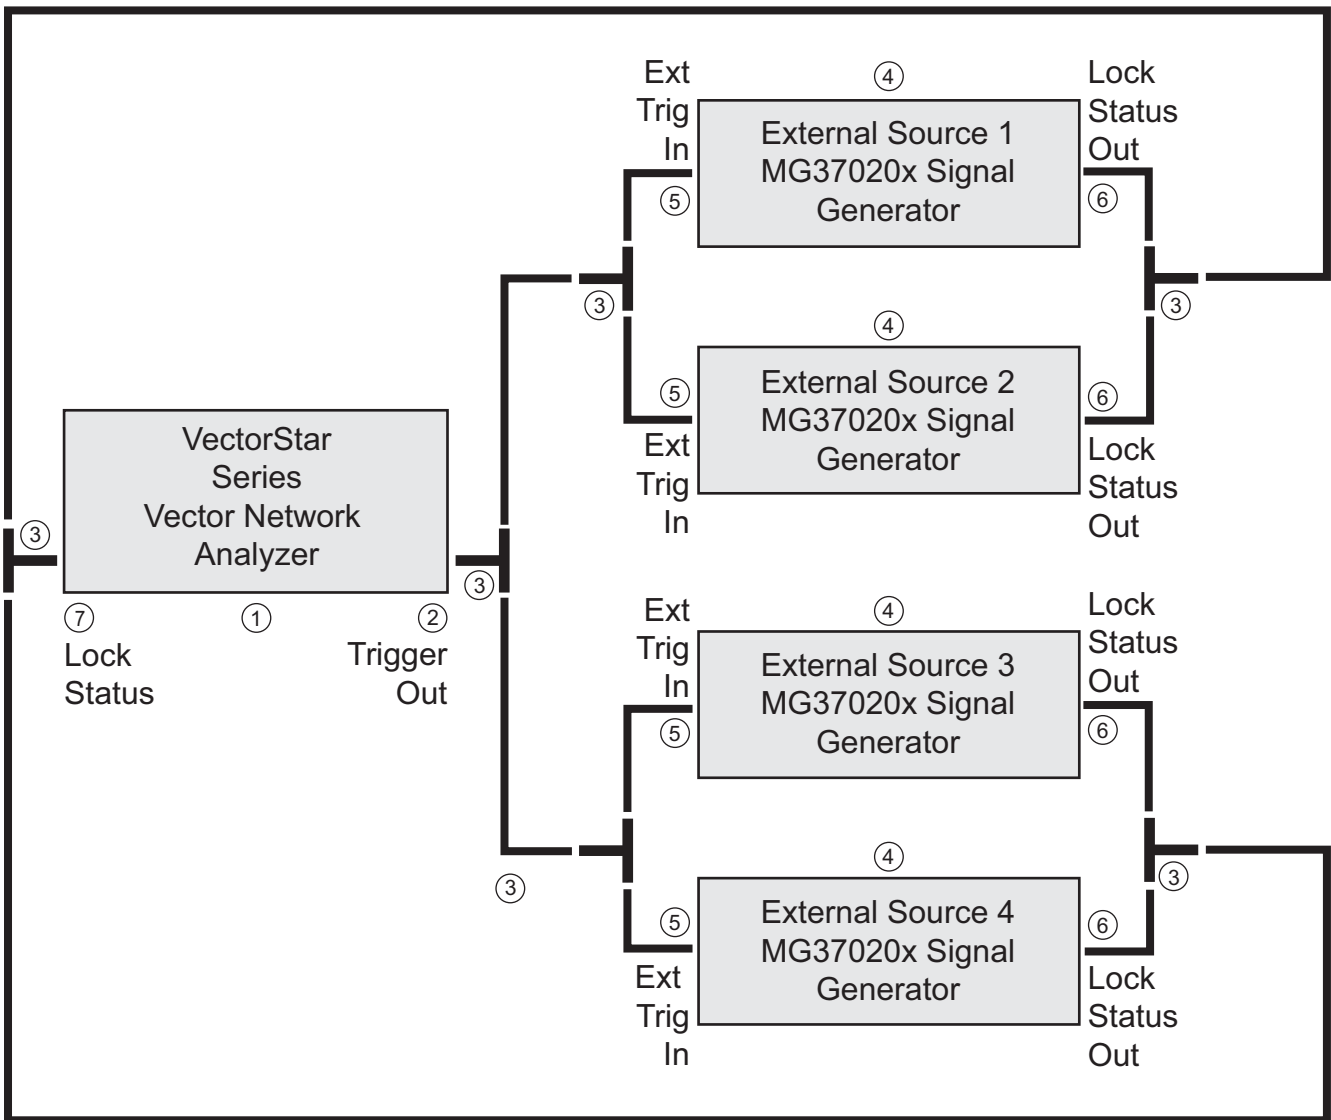 ④
Ext
Trig
In
Lock
Status
Out
External Source 1
MG37020x Signal
Generator
⑤
⑥
③
③
④
External Source 2
MG37020x Signal
Generator
⑤
⑥
Ext
Trig
In
Lock
Status
Out
VectorStar
Series
Vector Network
Analyzer
③
③
⑦
①
②
Lock
Status
Trigger
Out
Ext
Trig
In
④
Lock
Status
Out
External Source 3
MG37020x Signal
Generator
⑤
⑥
③
③
④
External Source 4
MG37020x Signal
Generator
⑤
⑥
Ext
Trig
In
Lock
Status
Out